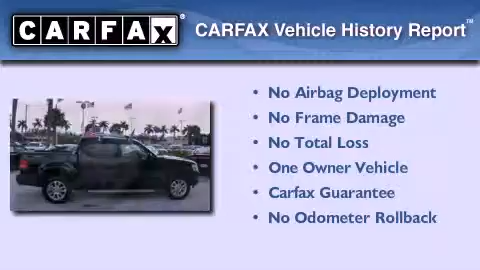 CARFAX®
CARFAX Vehicle History Report™
• No Airbag Deployment
• No Frame Damage
• No Total Loss
• One Owner Vehicle
• Carfax Guarantee
• No Odometer Rollback